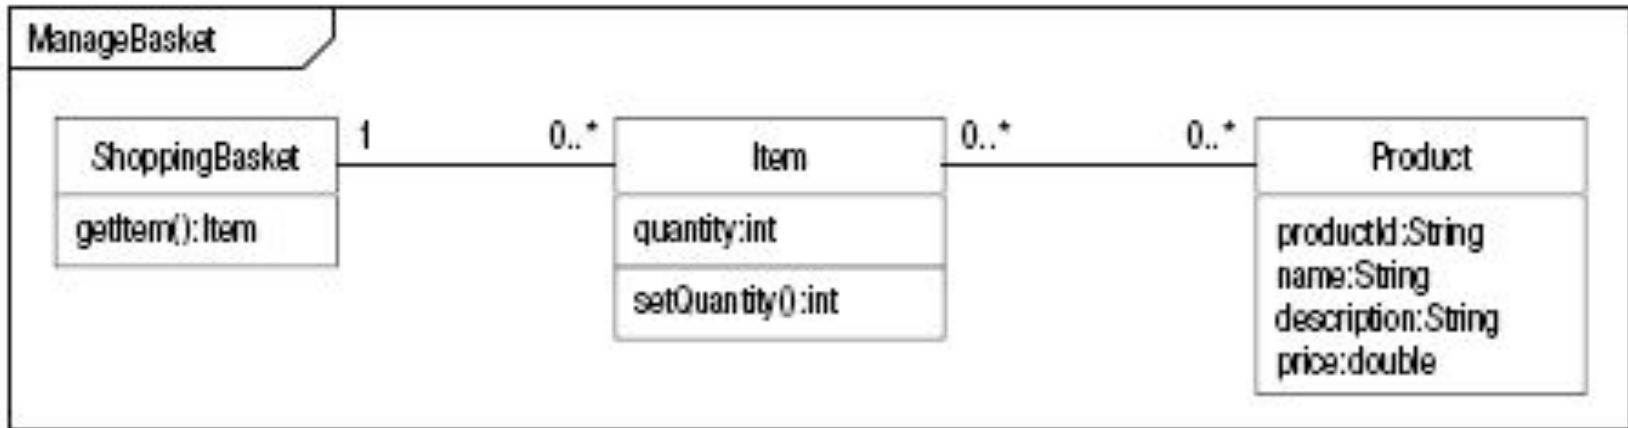 ManageBasket
ShoppingBasket
1
0..*
Item
0..*
0..*
Product
getItem():Item
quantity:int
setQuantity():int
productId:String
name:String
description:String
price:double